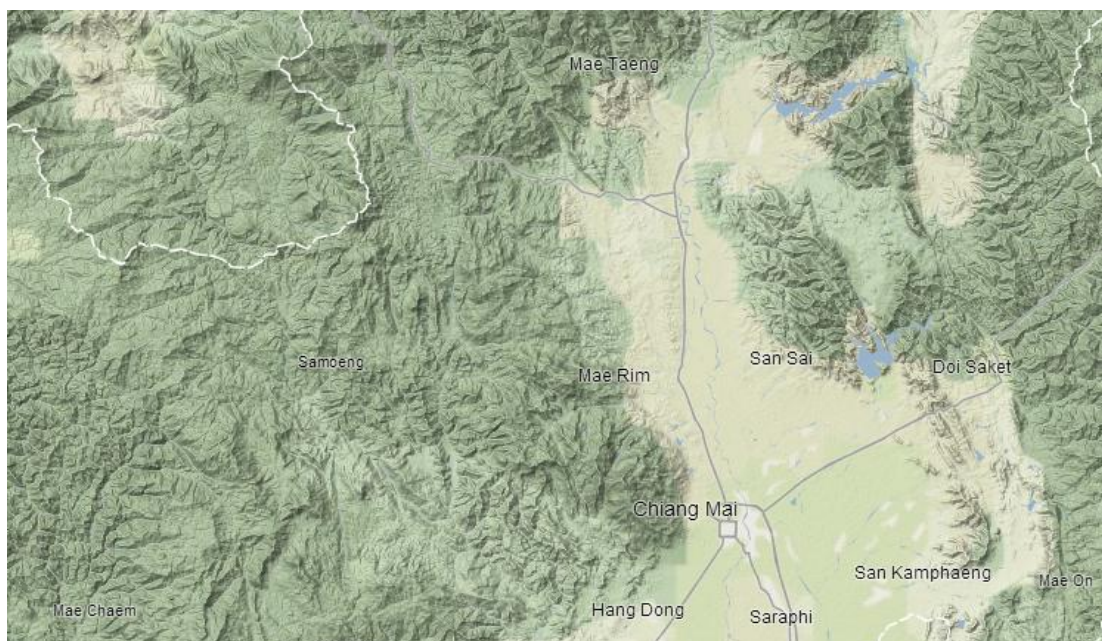 Mae Taeng
Samoeng
San Sai
Doi Saket
Mae Rim
Chiang Mai
San Kamphaeng
Mae On
Mae Chaem
Hang Dong
Saraphi